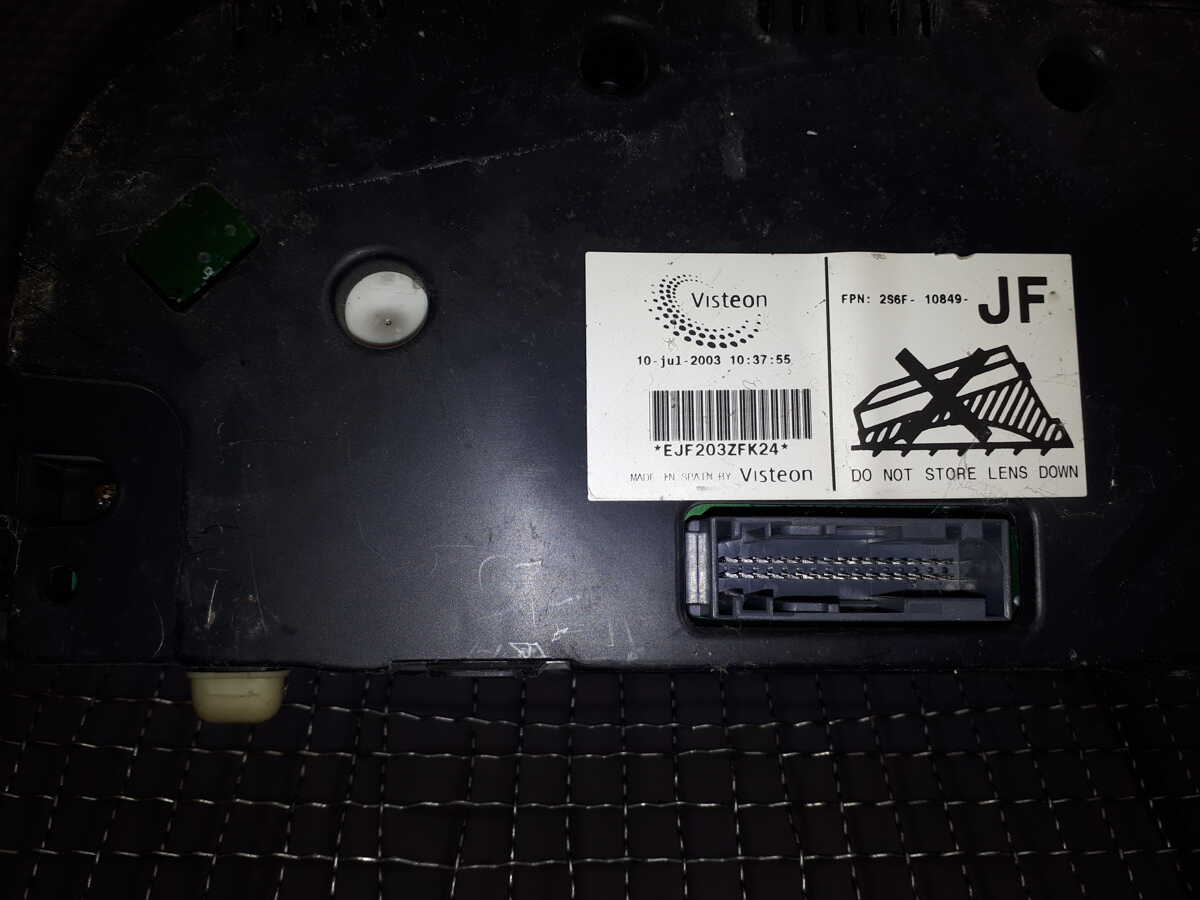 Visteon
10-jul-2003 10:37:55
*EJF203ZFK24*
MADE IN SPAIN BY Visteon
FPN: 2S6F- 10849- JF
DO NOT STORE LENS DOWN